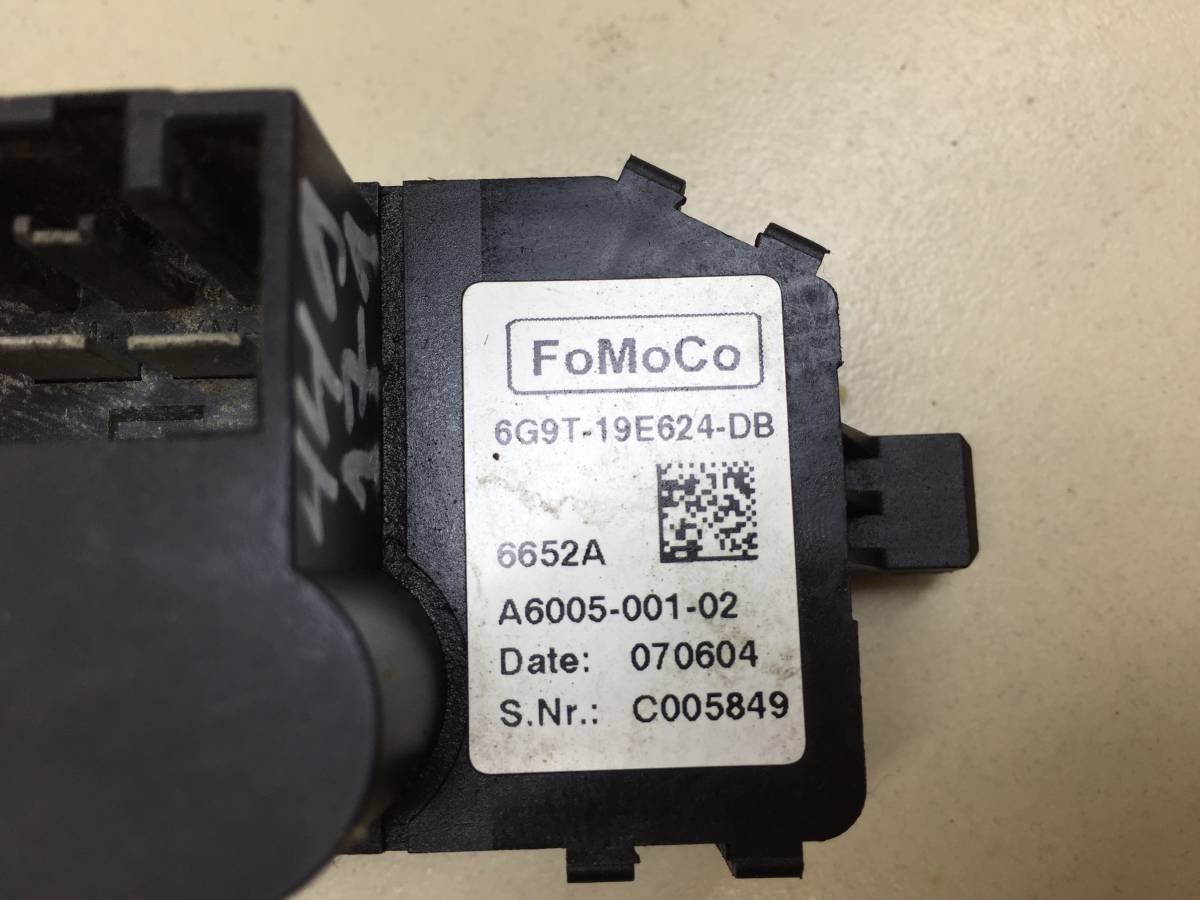 FoMoCo
6G9T-19E624-DB
6652A
A6005-001-02
Date: 070604
S.Nr.: C005849